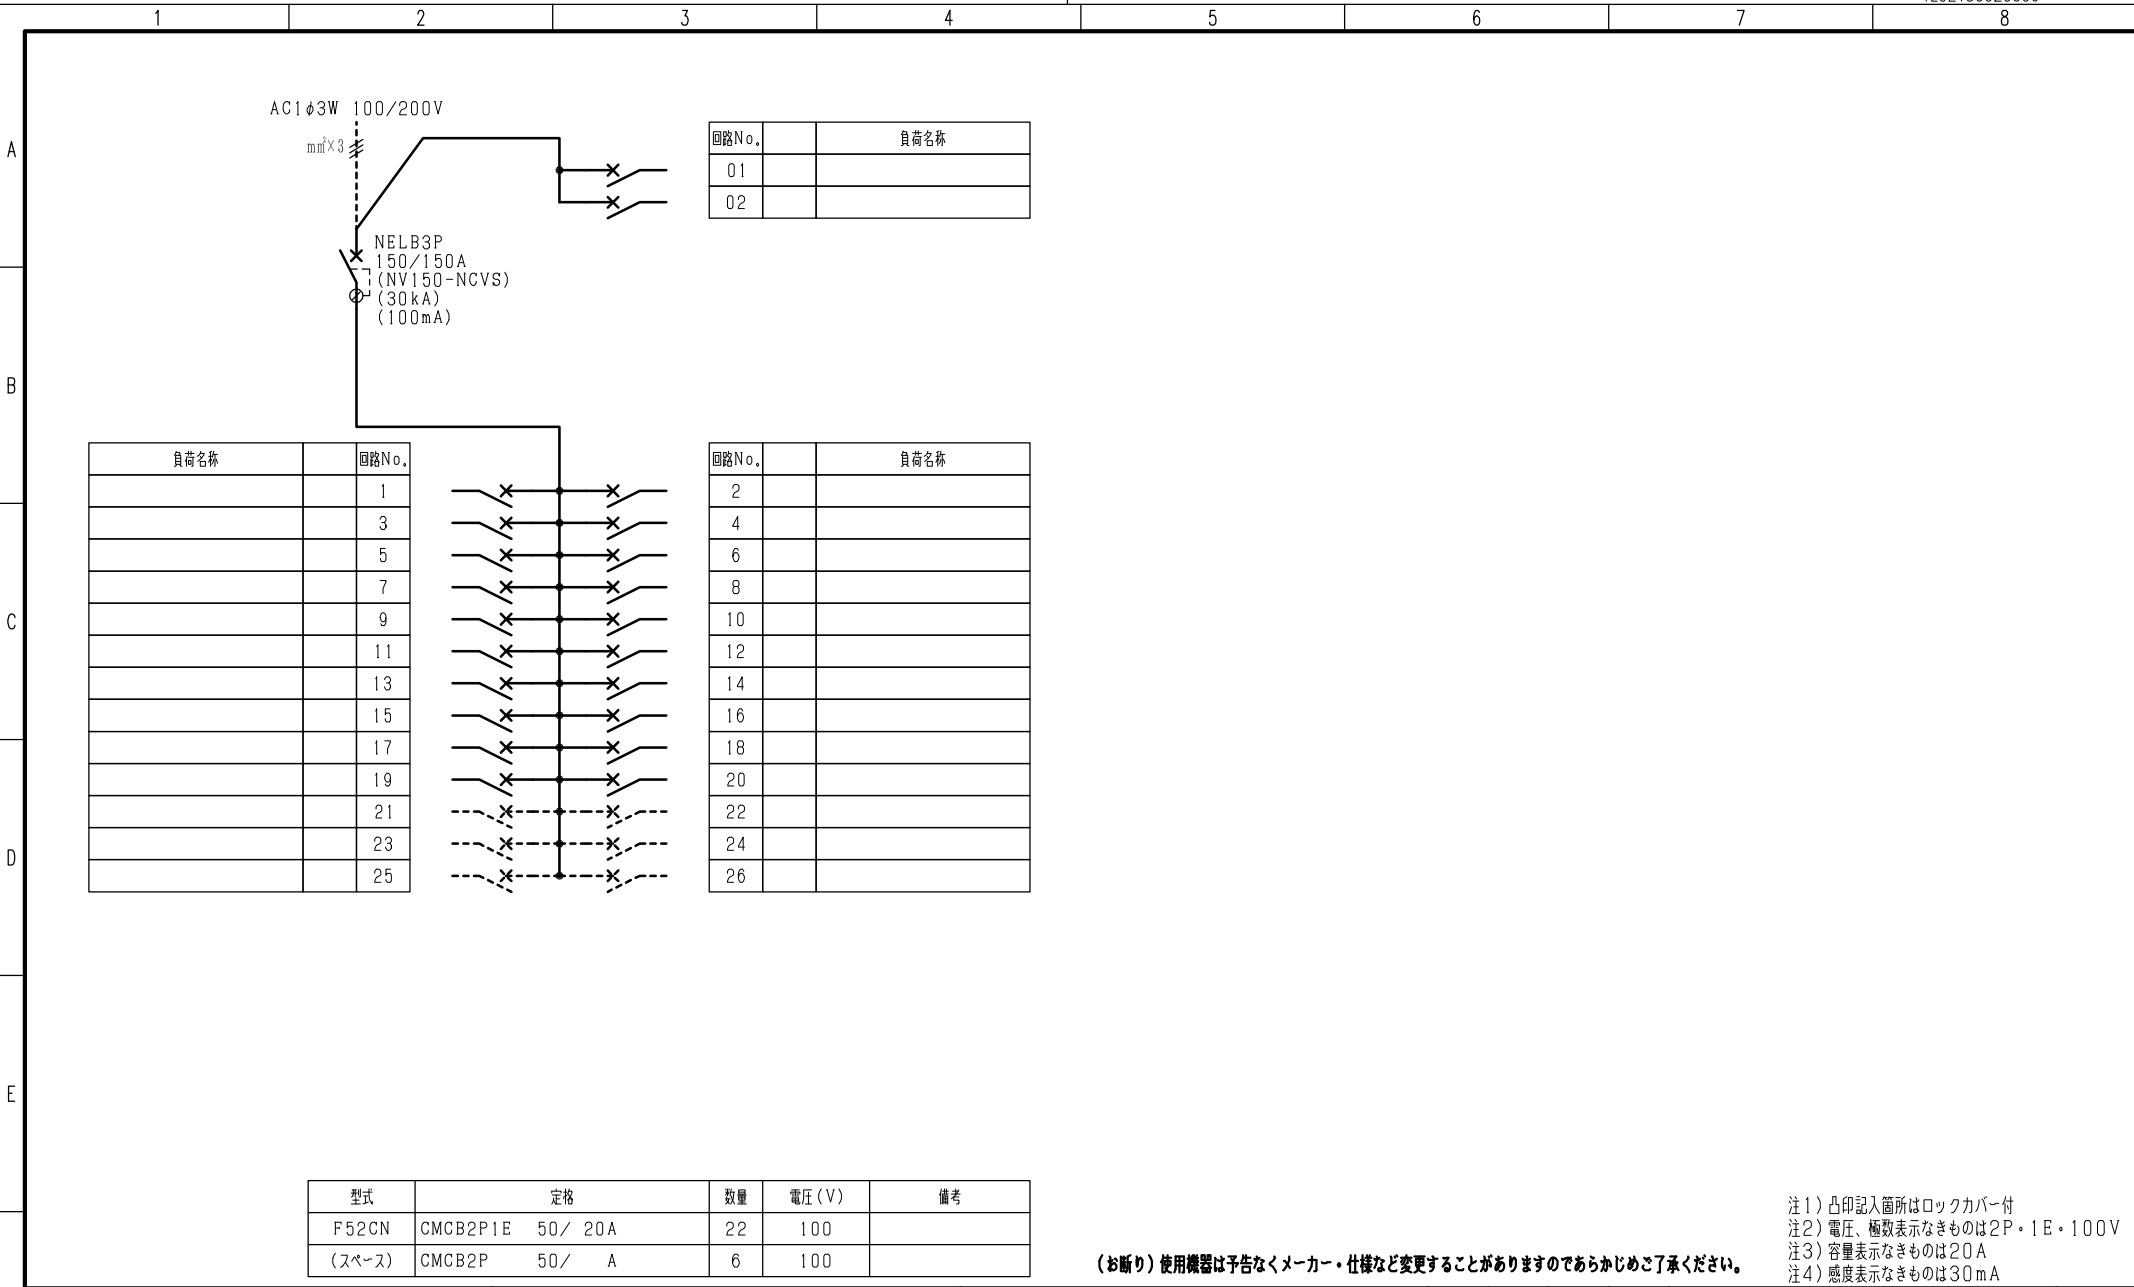 1 2 3 4 5 6 7 8
A
B
C
D
E
AC1φ3W 100/200V
m㎡×3
NELB3P
150/150A
(NV150-NCVS)
(30kA)
(100mA)
回路No. 負荷名称
01
02
負荷名称 回路No.
1
3
5
7
9
11
13
15
17
19
21
23
25
回路No. 負荷名称
2
4
6
8
10
12
14
16
18
20
22
24
26
型式 定格 数量 電圧(V) 備考
F52CN CMCB2P1E 50/ 20A 22 100
(スペース) CMCB2P 50/ A 6 100
(お断り)使用機器は予告なくメーカー・仕様など変更することがありますのであらかじめご了承ください。
注1)凸印記入箇所はロックカバー付
注2)電圧、極数表示なきものは2P・1E・100V
注3)容量表示なきものは20A
注4)感度表示なきものは30mA